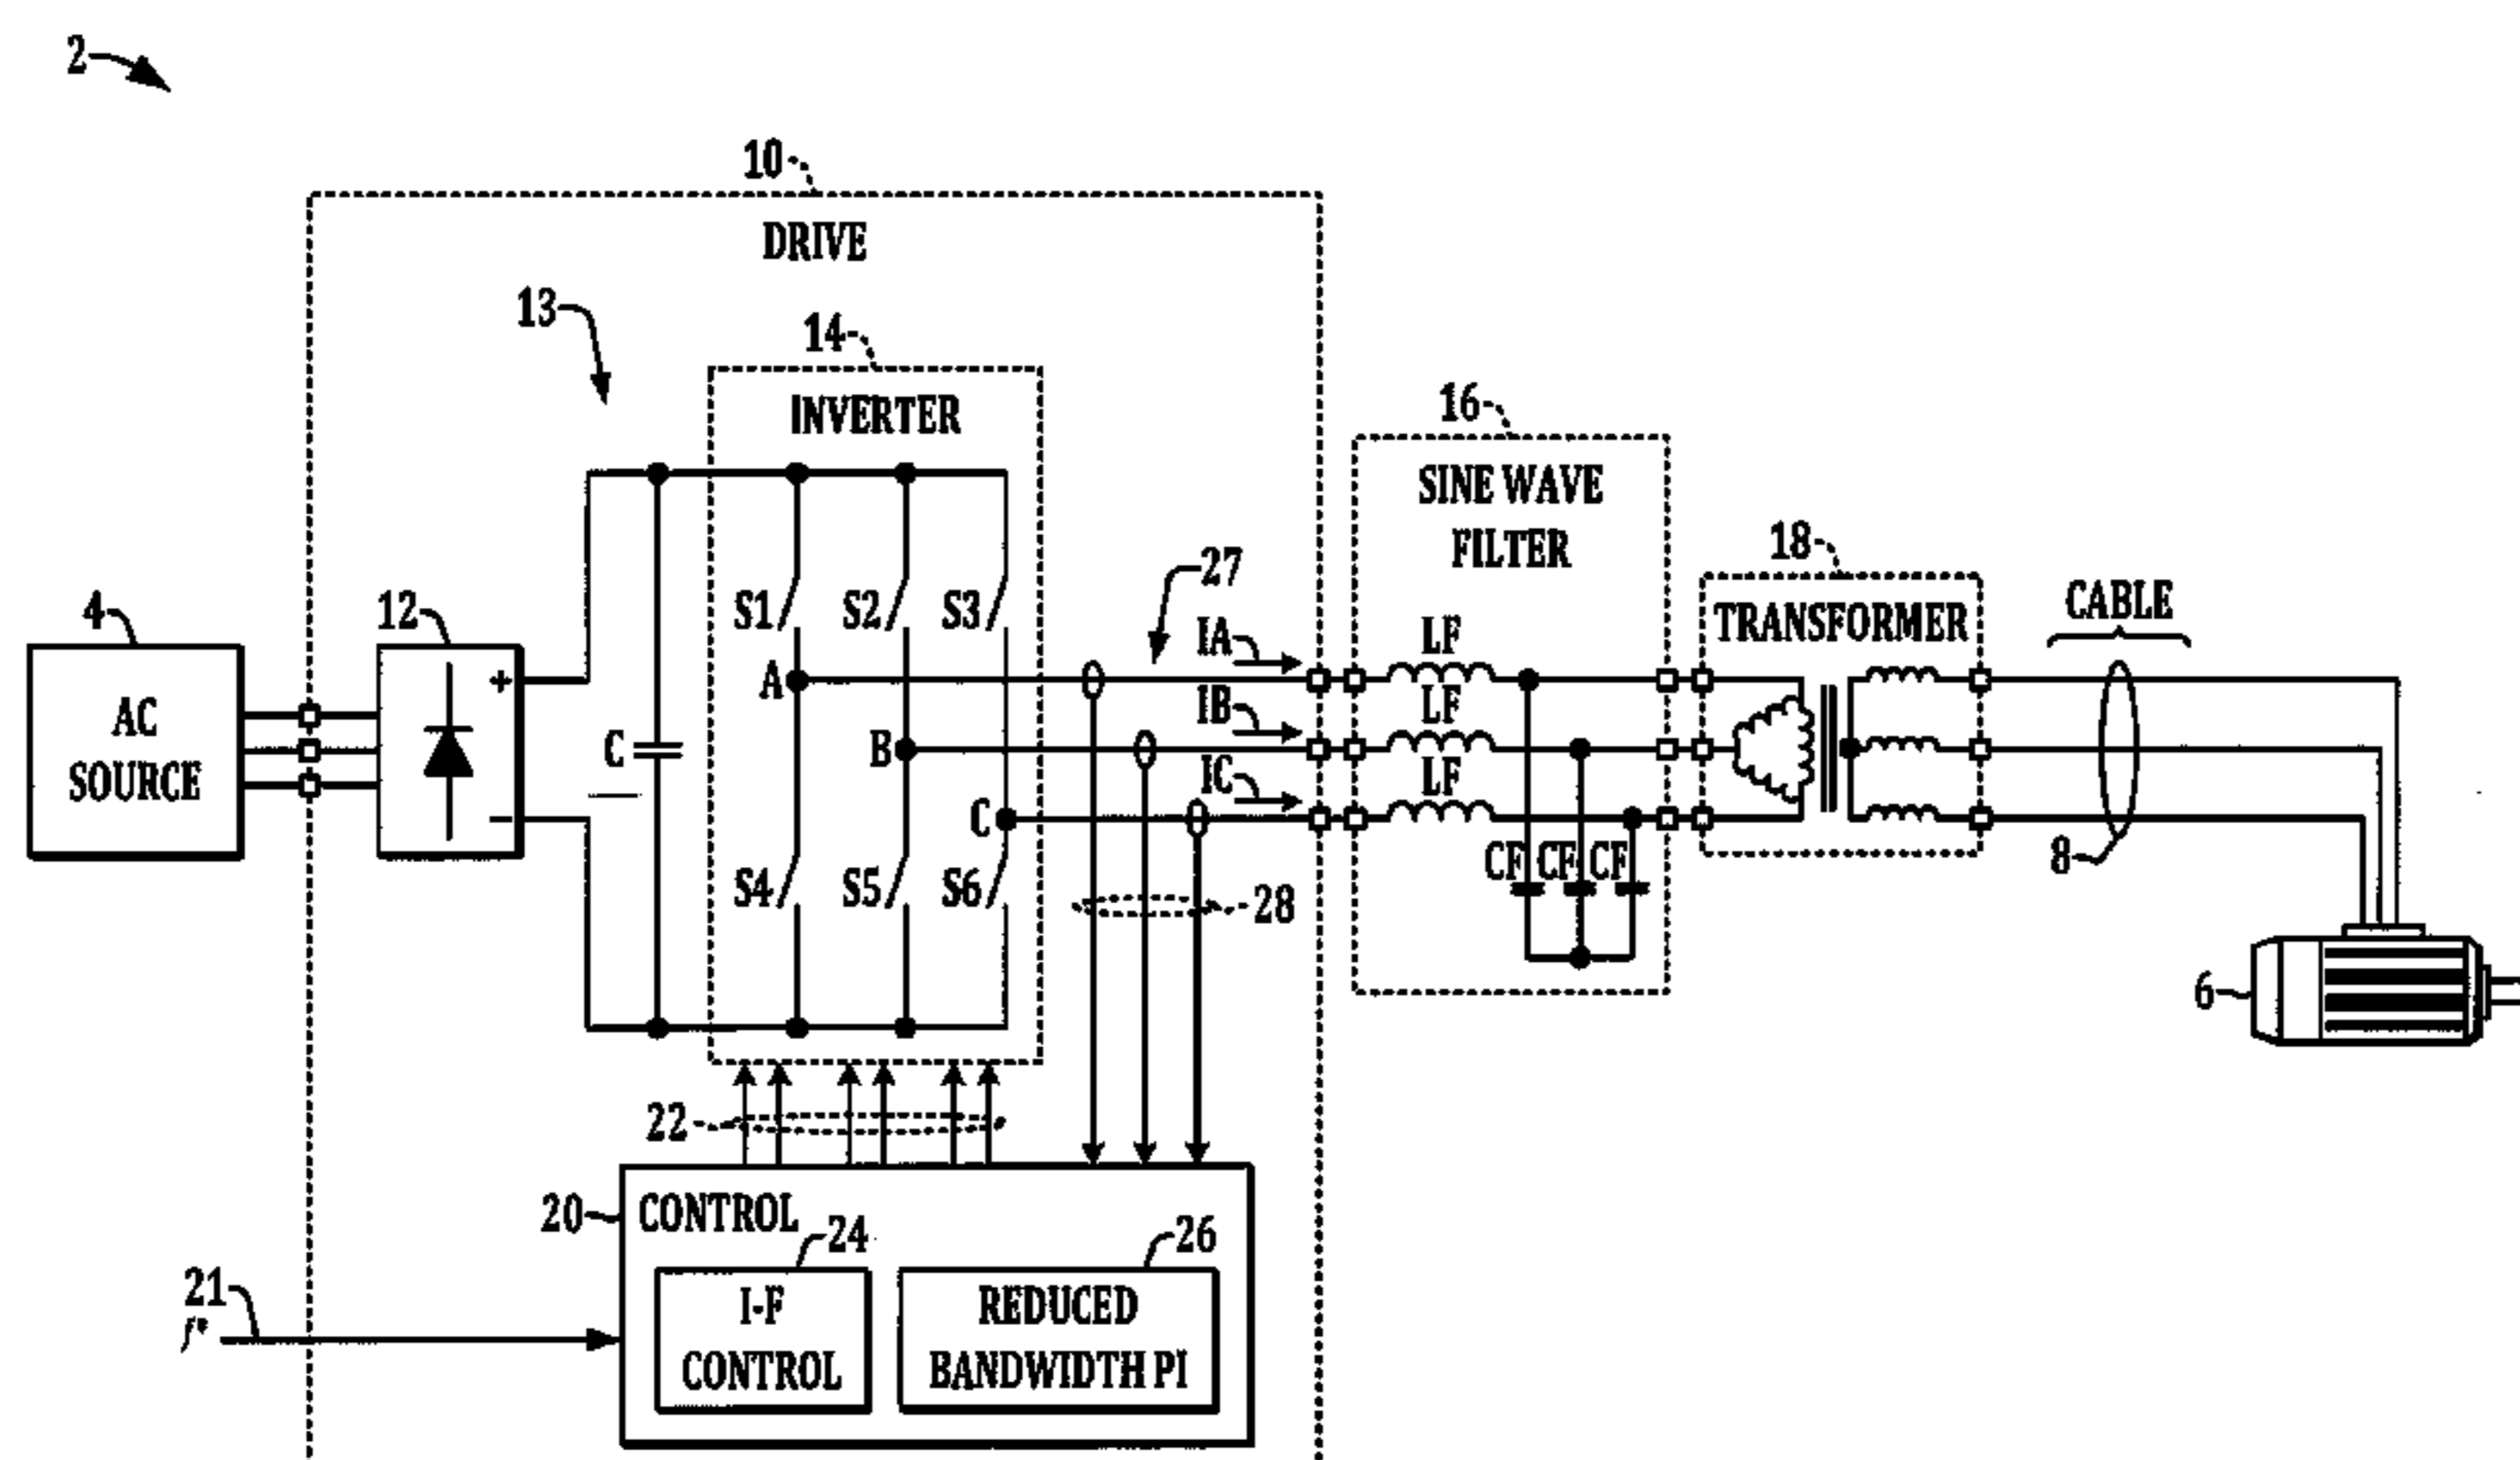 2
10
DRIVE
13
14
INVERTER
16
SINE WAVE
FILTER
18
TRANSFORMER
CABLE
27
4
AC
SOURCE
12
+
−
C
S1
S2
S3
A
B
C
S4
S5
S6
IA
IB
IC
LF
LF
LF
CF
CF
CF
28
8
6
22
20
CONTROL
24
I-F
CONTROL
26
REDUCED
BANDWIDTH PI
21
f*